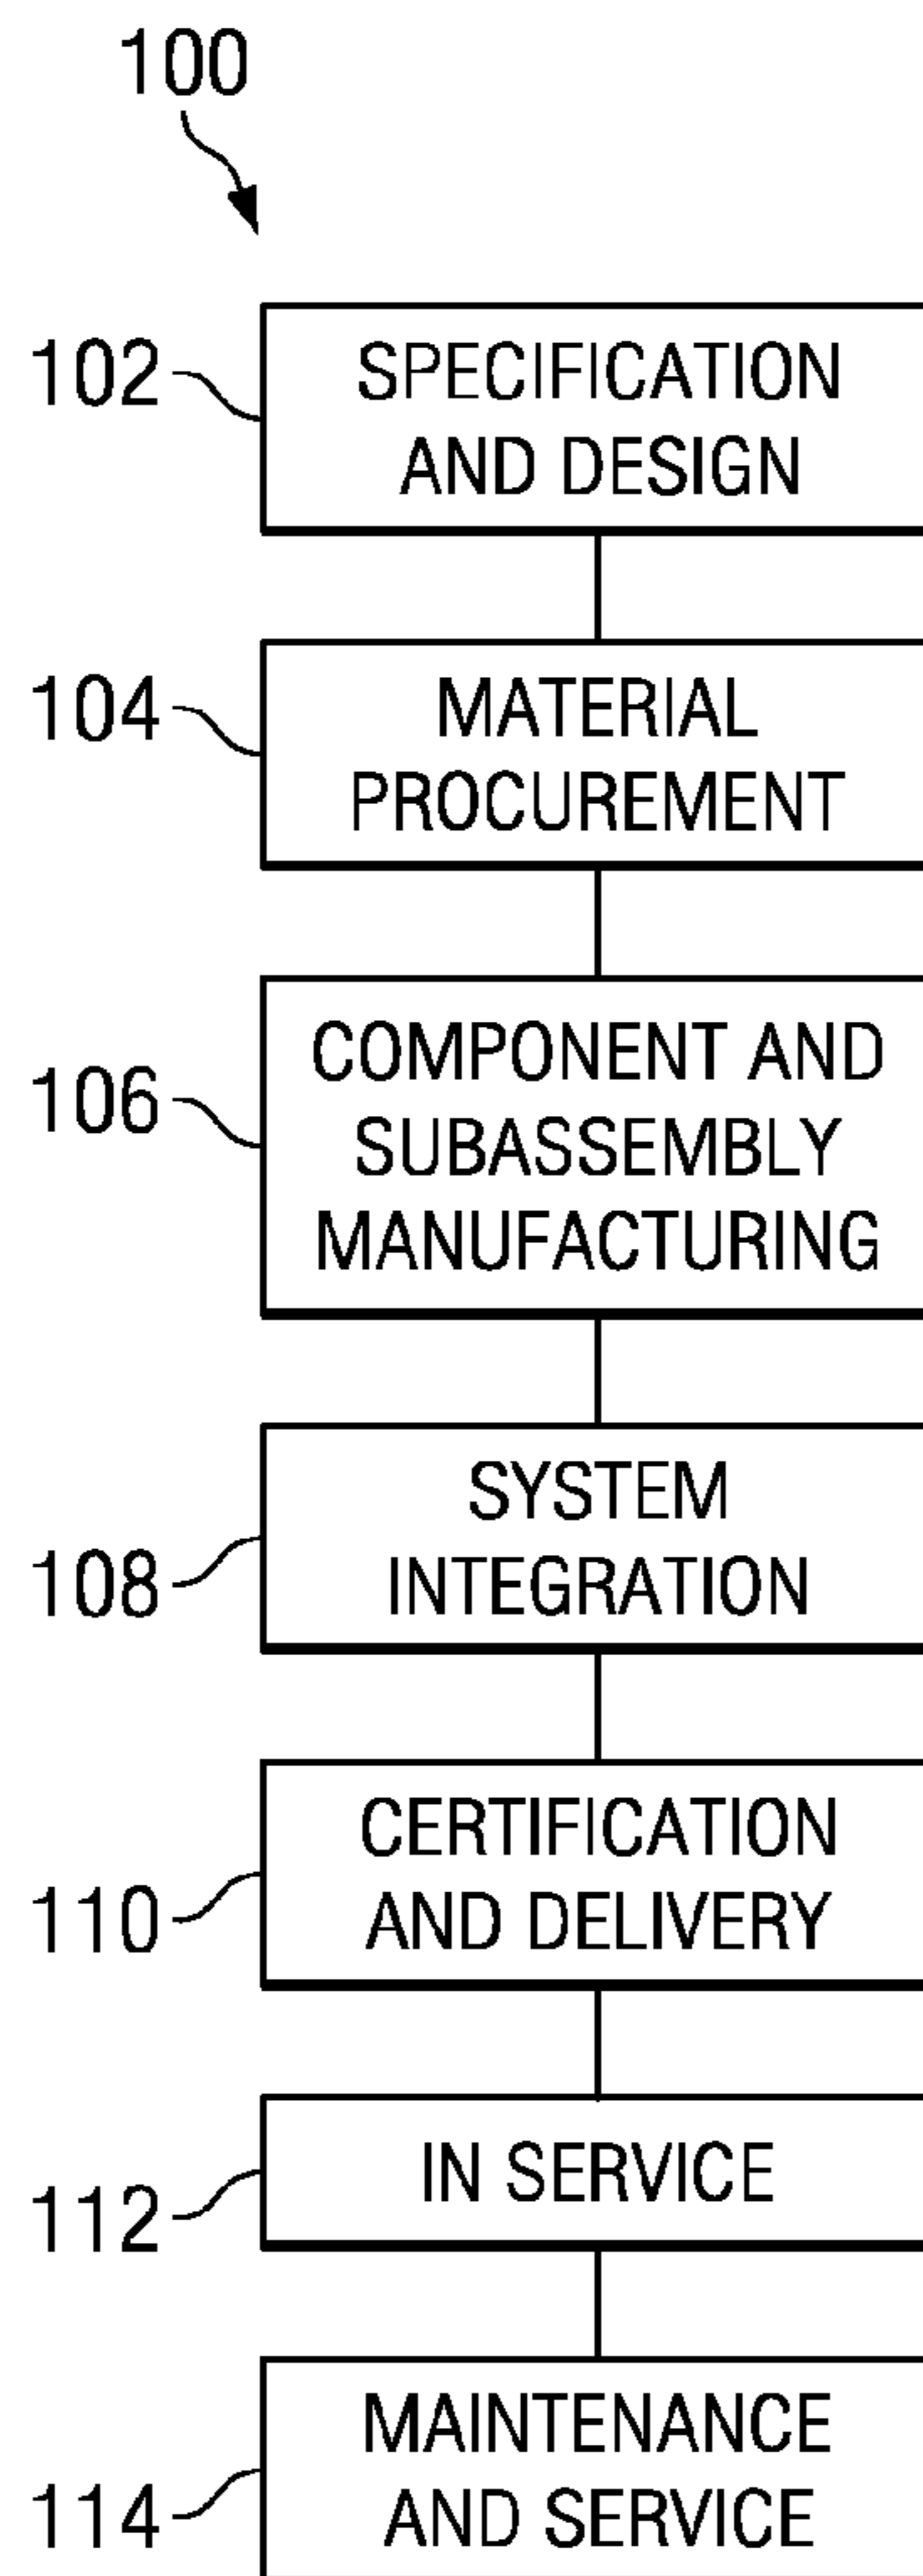 100
102
SPECIFICATION
AND DESIGN
104
MATERIAL
PROCUREMENT
106
COMPONENT AND
SUBASSEMBLY
MANUFACTURING
108
SYSTEM
INTEGRATION
110
CERTIFICATION
AND DELIVERY
112
IN SERVICE
114
MAINTENANCE
AND SERVICE